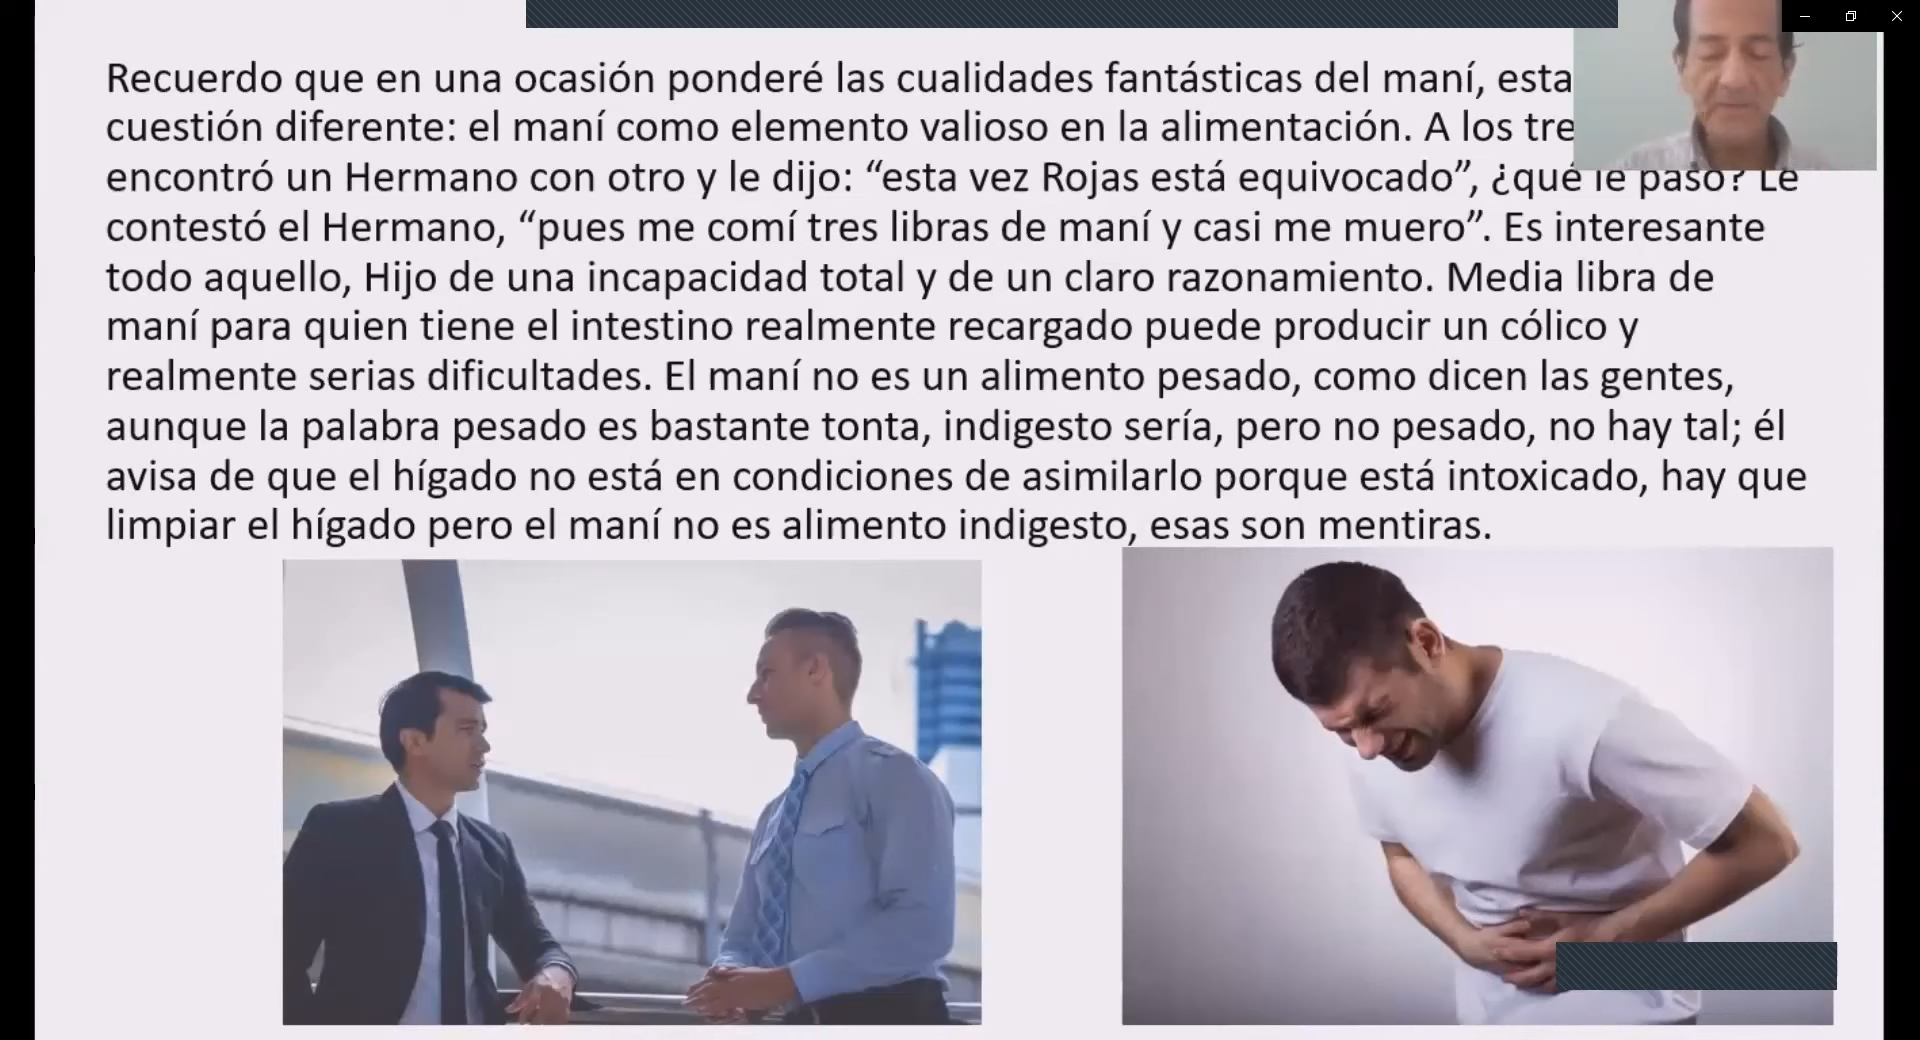 Recuerdo que en una ocasión ponderé las cualidades fantásticas del maní, esta
cuestión diferente: el maní como elemento valioso en la alimentación. A los
encontró un Hermano con otro y le dijo: “esta vez Rojas está equivocado”, ¿qué le pasó? Le
contestó el Hermano, “pues me comí tres libras de maní y casi me muero”. Es interesante
todo aquello, Hijo de una incapacidad total y de un claro razonamiento. Media libra de
maní para quien tiene el intestino realmente recargado puede producir un cólico y
realmente serias dificultades. El maní no es un alimento pesado, como dicen las gentes,
aunque la palabra pesado es bastante tonta, indigesto sería, pero no pesado, no hay tal; él
avisa de que el hígado no está en condiciones de asimilarlo porque está intoxicado, hay que
limpiar el hígado pero el maní no es alimento indigesto, esas son mentiras.